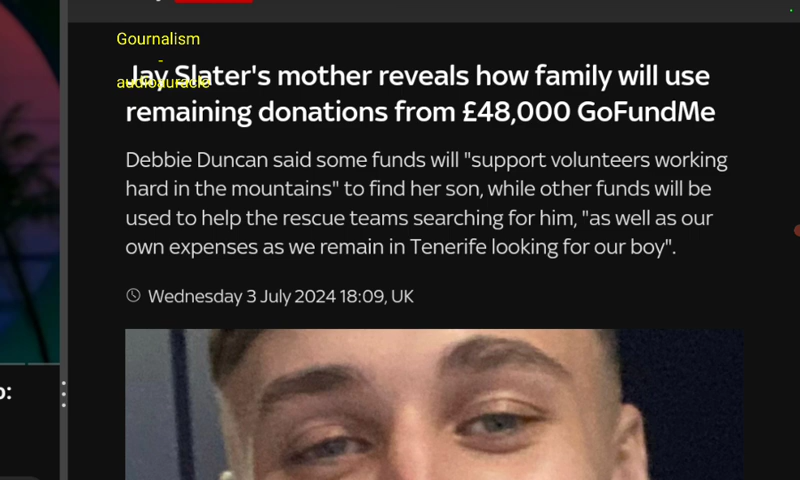 Gournalism
-
audioauracle
Jay Slater's mother reveals how family will use
remaining donations from £48,000 GoFundMe
Debbie Duncan said some funds will "support volunteers working
hard in the mountains" to find her son, while other funds will be
used to help the rescue teams searching for him, "as well as our
own expenses as we remain in Tenerife looking for our boy".
Wednesday 3 July 2024 18:09, UK
o: